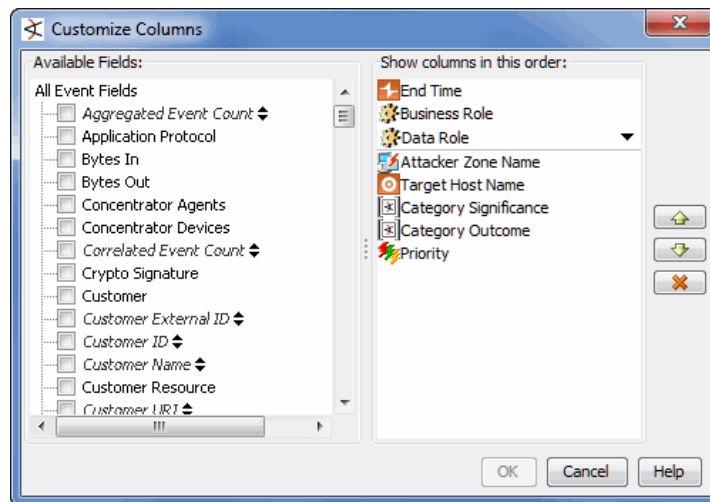 Customize Columns
Available Fields:
All Event Fields
Aggregated Event Count
Application Protocol
Bytes In
Bytes Out
Concentrator Agents
Concentrator Devices
Correlated Event Count
Crypto Signature
Customer
Customer External ID
Customer ID
Customer Name
Customer Resource
Customer URI
Show columns in this order:
End Time
Business Role
Data Role
Attacker Zone Name
Target Host Name
Category Significance
Category Outcome
Priority
OK
Cancel
Help